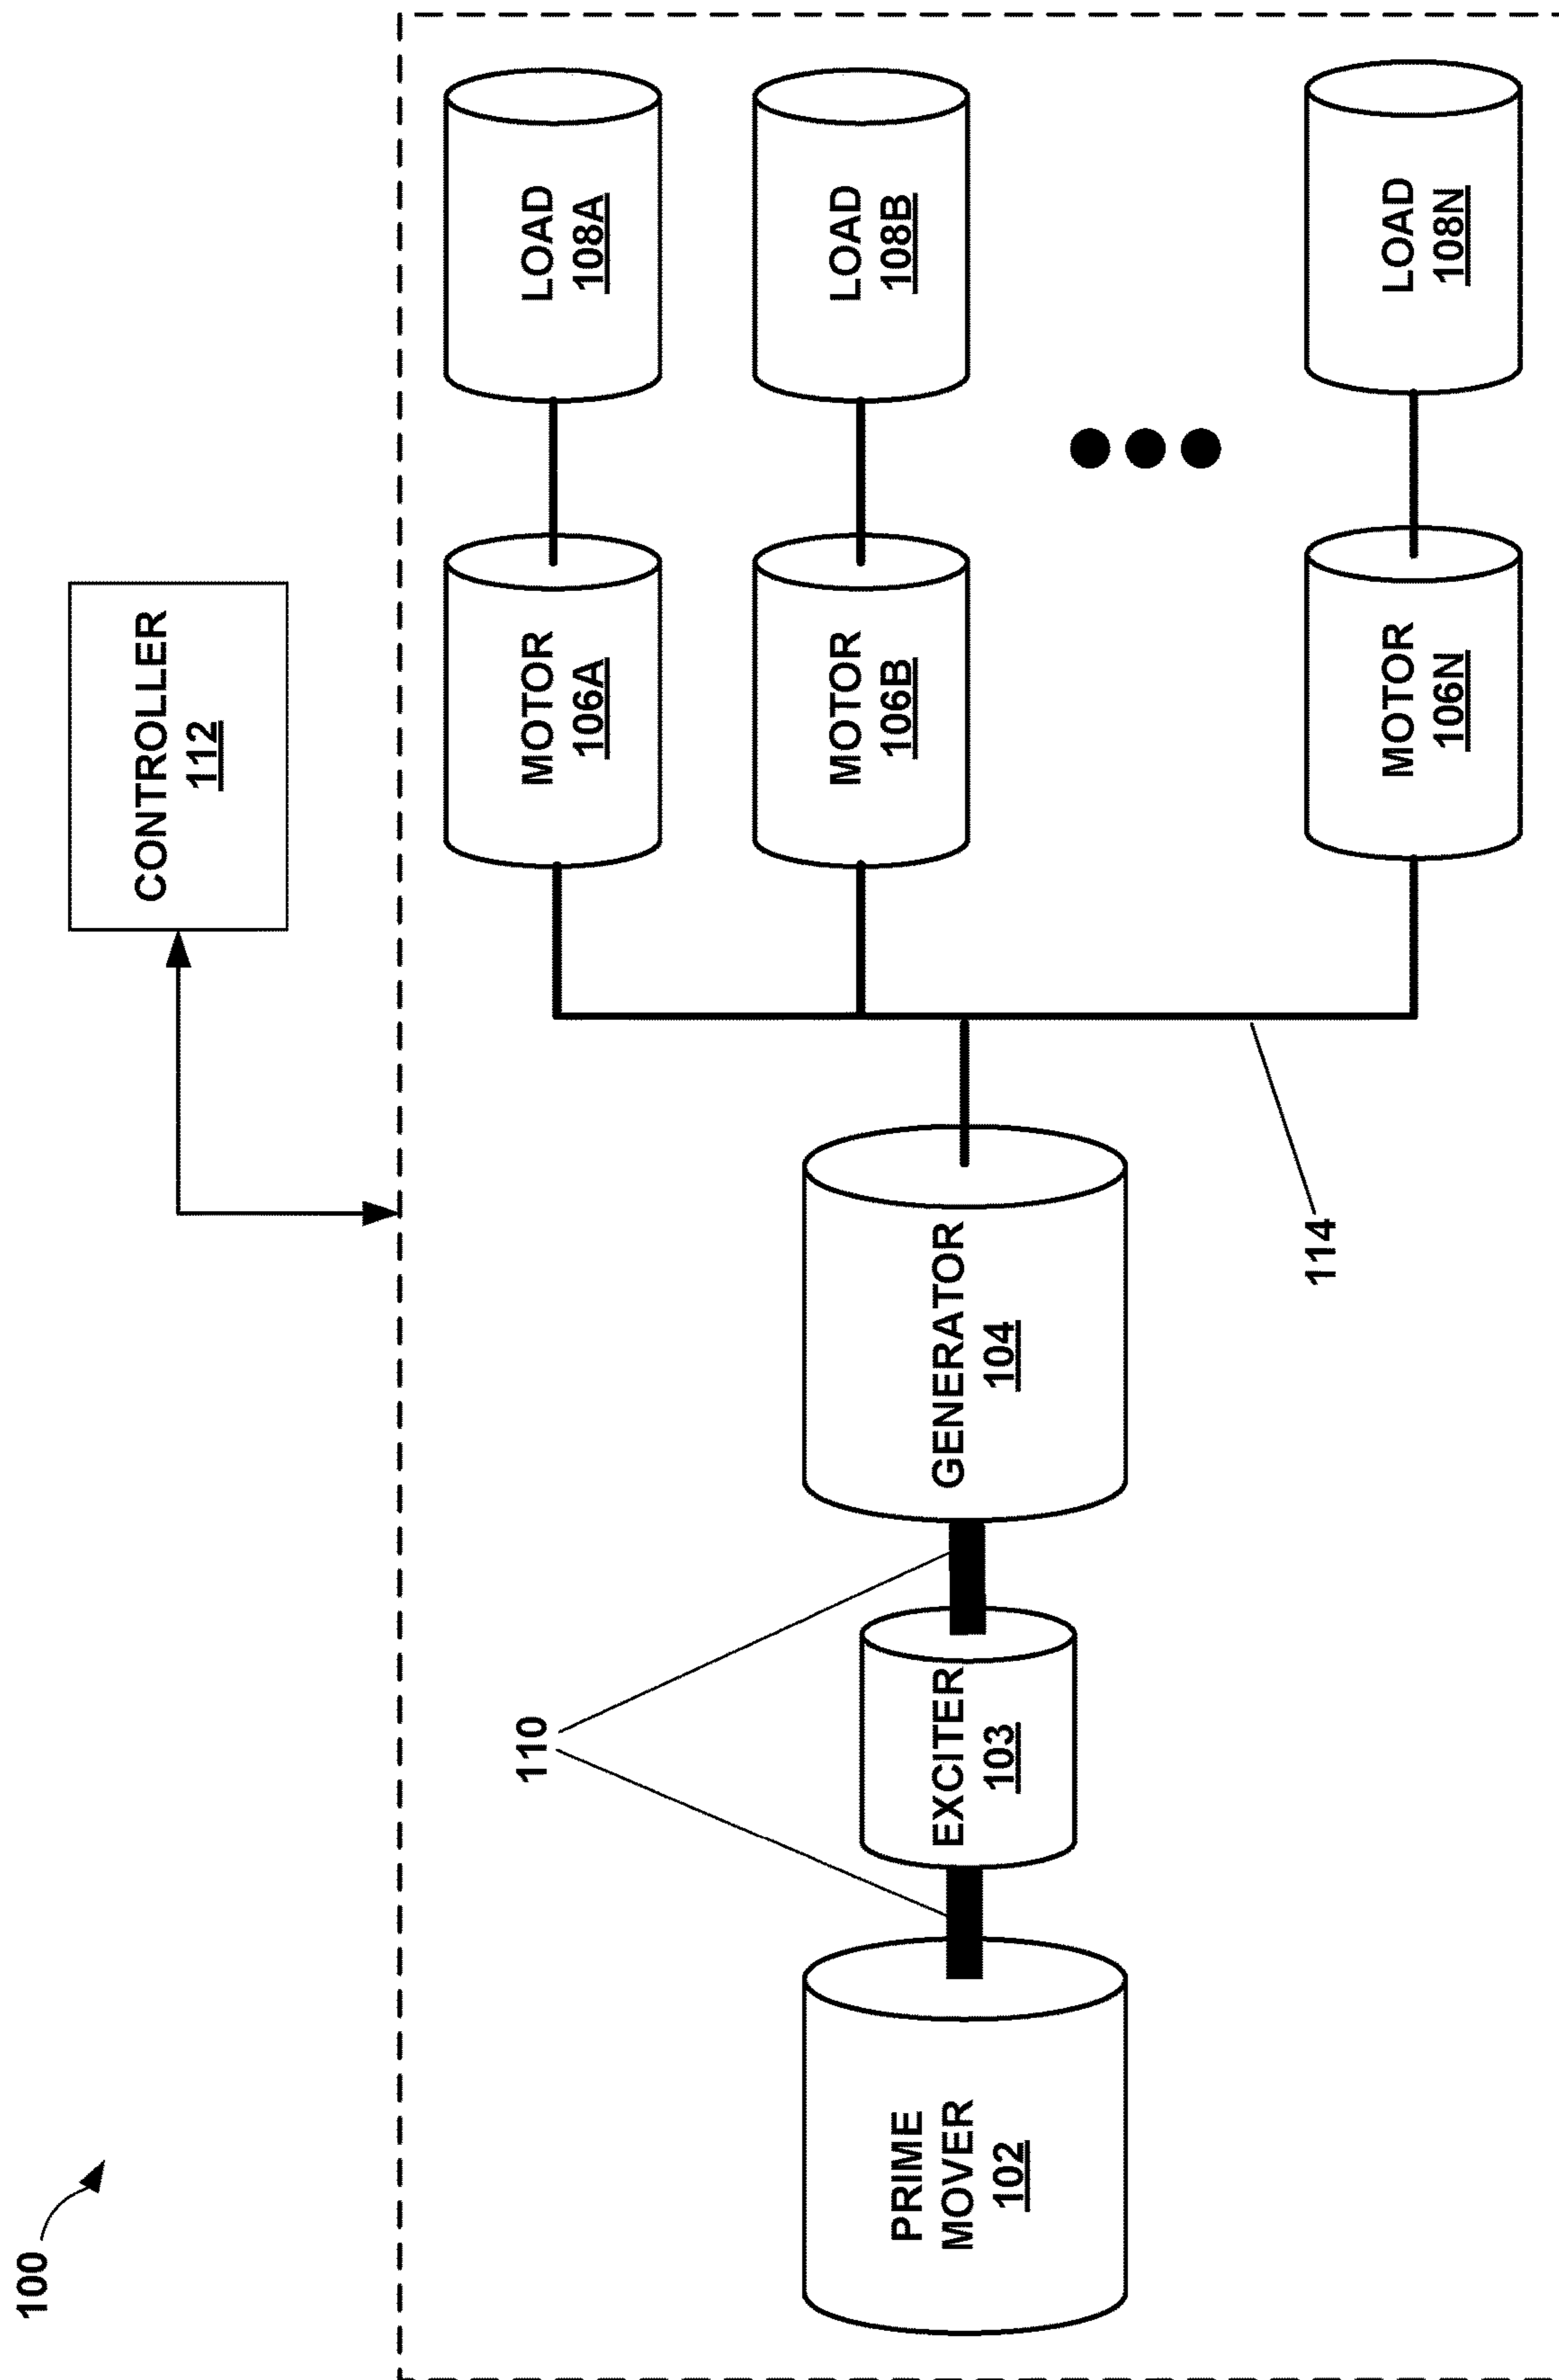 100
CONTROLLER
112
PRIME
MOVER
102
110
EXCITER
103
GENERATOR
104
114
MOTOR
106A
LOAD
108A
MOTOR
106B
LOAD
108B
MOTOR
106N
LOAD
108N